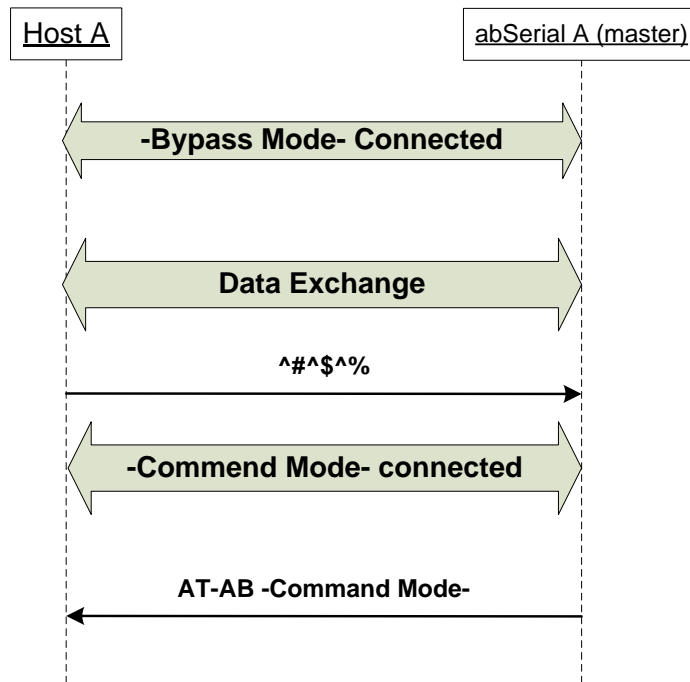 Host A
abSerial A (master)
-Bypass Mode- Connected
Data Exchange
^#^$^%
-Commend Mode- connected
AT-AB -Command Mode-